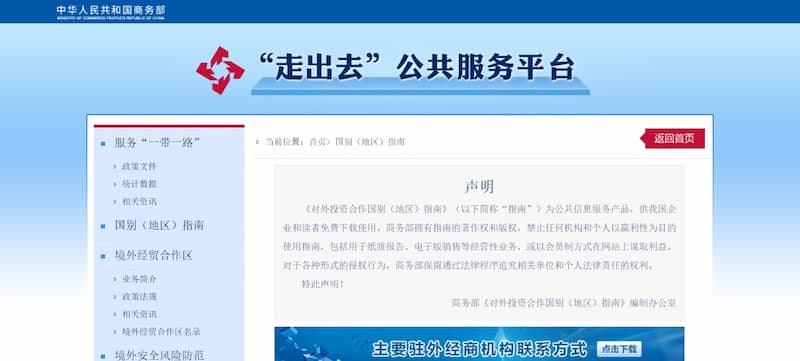 中华人民共和国商务部
MINISTRY OF COMMERCE PEOPLE'S REPUBLIC OF CHINA
“走出去”公共服务平台
服务“一带一路”
政策文件
统计数据
相关资讯
国别（地区）指南
境外经贸合作区
业务简介
政策法规
相关资讯
境外经贸合作区名录
境外安全风险防范
当前位置：首页> 国别（地区）指南
返回首页
声明
《对外投资合作国别（地区）指南》（以下简称“指南”）为公共信息服务产品，供我国企
业和读者免费下载使用。商务部拥有指南的著作权和版权，禁止任何机构和个人以赢利性为目的
使用指南，包括用于纸质报告、电子版销售等经营性业务，或以会员制方式在网站上谋取利益，
对于各种形式的侵权行为，商务部保留通过法律程序追究相关单位和个人法律责任的权利。
特此声明！
商务部《对外投资合作国别（地区）指南》编制办公室
主要驻外经商机构联系方式
点击下载